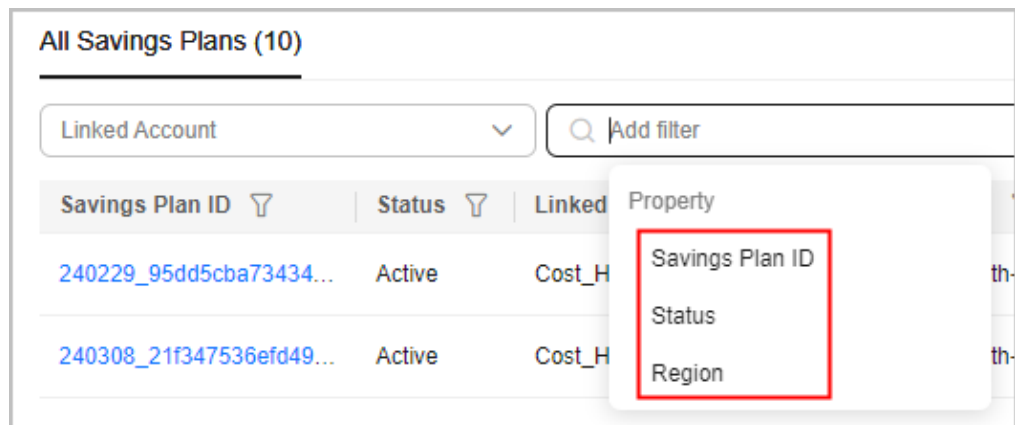 All Savings Plans (10)
Linked Account
Add filter
Savings Plan ID Status Linked
Property
Savings Plan ID
Status
Region
240229_95dd5cba73434... Active Cost_H th-
240308_21f347536efd49... Active Cost_H th-